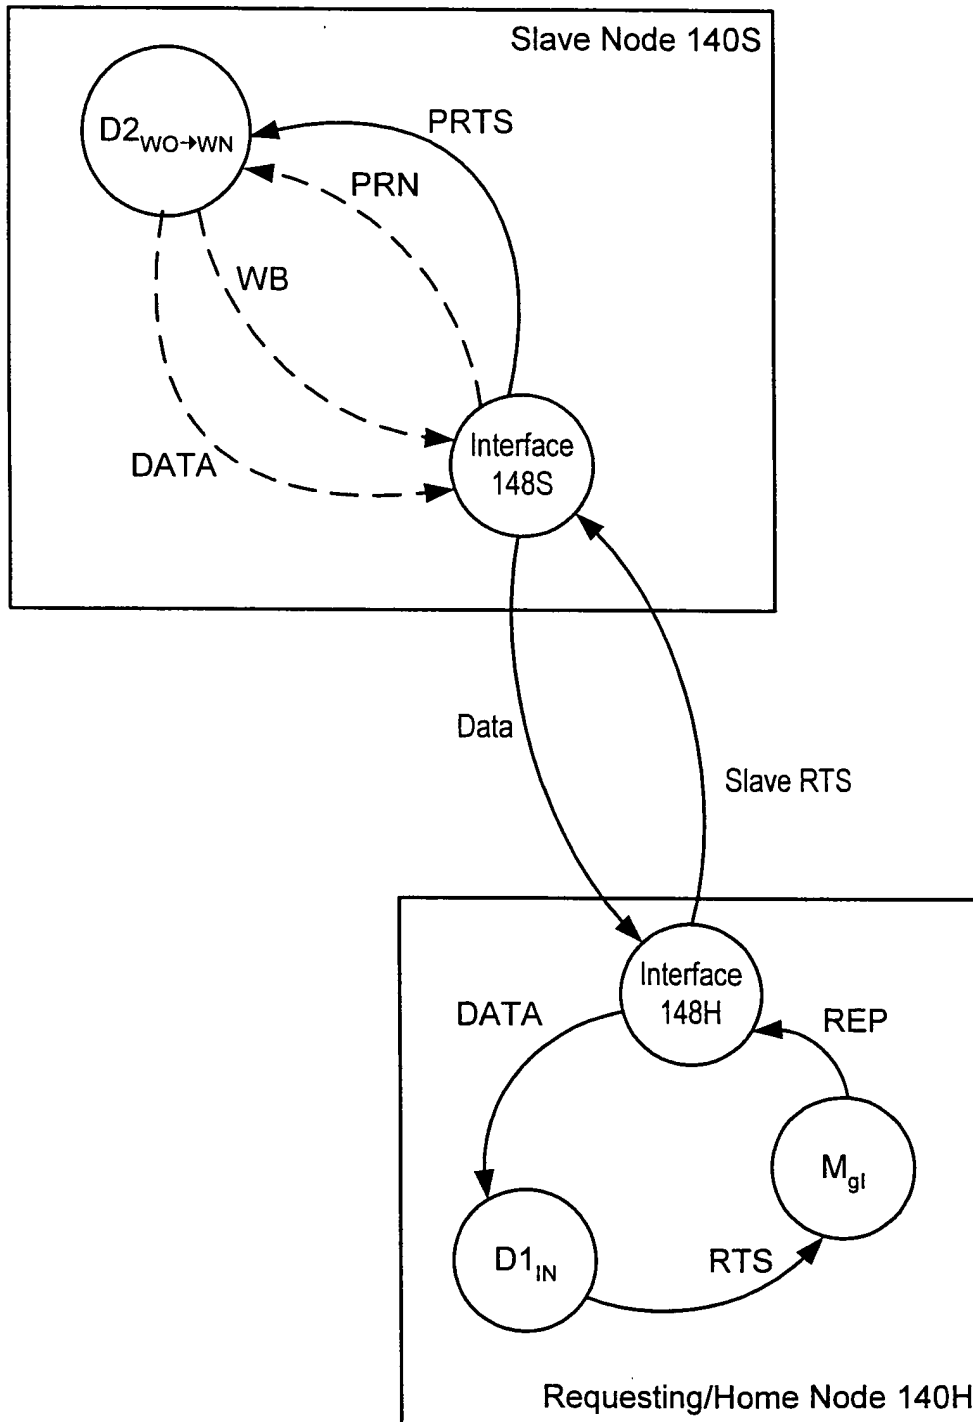 Slave Node 140S
D2WO→WN
PRTS
PRN
WB
DATA
Interface
148S
Data
Slave RTS
Interface
148H
DATA
REP
MgI
D1IN
RTS
Requesting/Home Node 140H